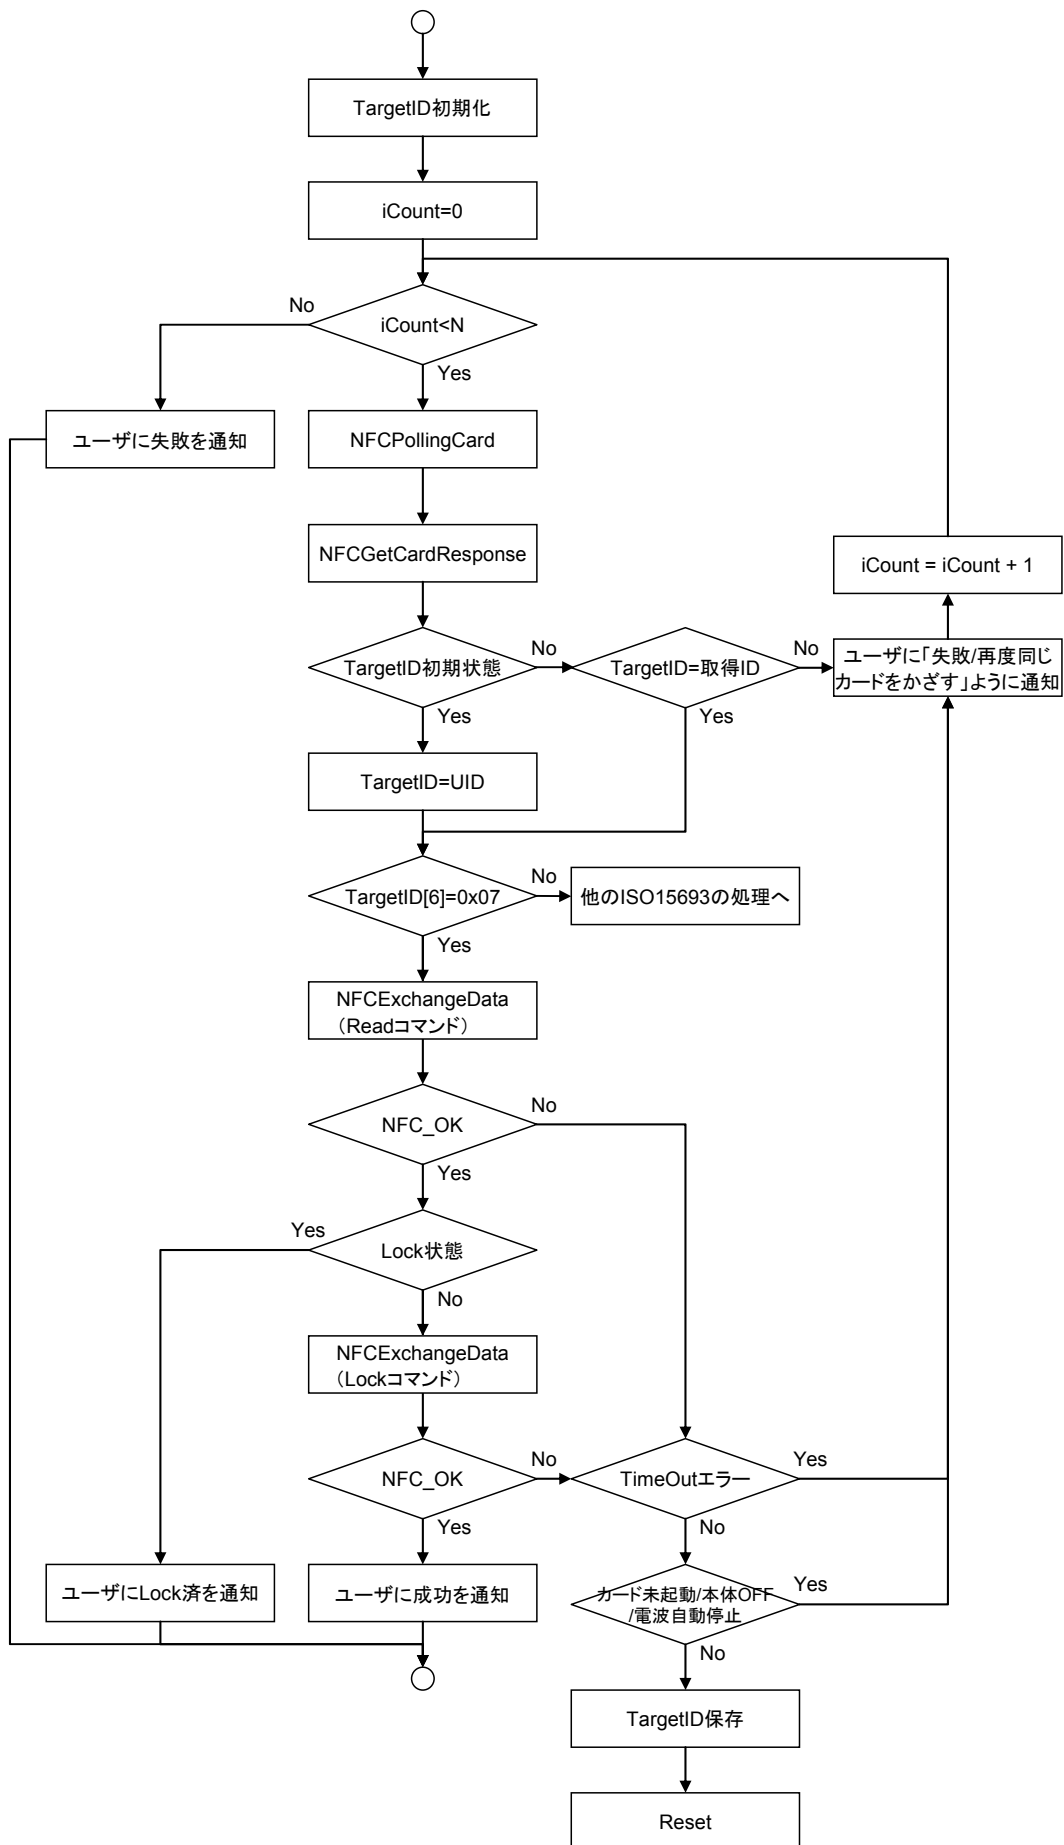 TargetID初期化
iCount=0
No
iCount<N
Yes
ユーザに失敗を通知
NFCPollingCard
NFCGetCardResponse
iCount = iCount + 1
TargetID初期状態
No
TargetID=取得ID
No
ユーザに「失敗/再度同じ
カードをかざす」ように通知
Yes
Yes
TargetID=UID
TargetID[6]=0x07
No
他のISO15693の処理へ
Yes
NFCExchangeData
（Readコマンド）
NFC_OK
No
Yes
Yes
Lock状態
No
NFCExchangeData
（Lockコマンド）
NFC_OK
No
TimeOutエラー
Yes
Yes
No
ユーザにLock済を通知
ユーザに成功を通知
カード未起動/本体OFF
/電波自動停止
Yes
No
TargetID保存
Reset